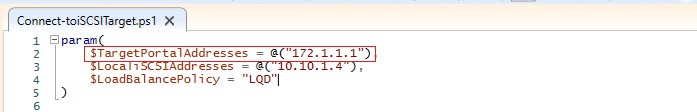 Connect-toiSCSITarget.ps1 X
1 param(
2 $TargetPortalAddresses = @("172.1.1.1"),
3 $LocaliSCSIAddresses = @("10.10.1.4"),
4 $LoadBalancePolicy = "LQD"
5 )
6